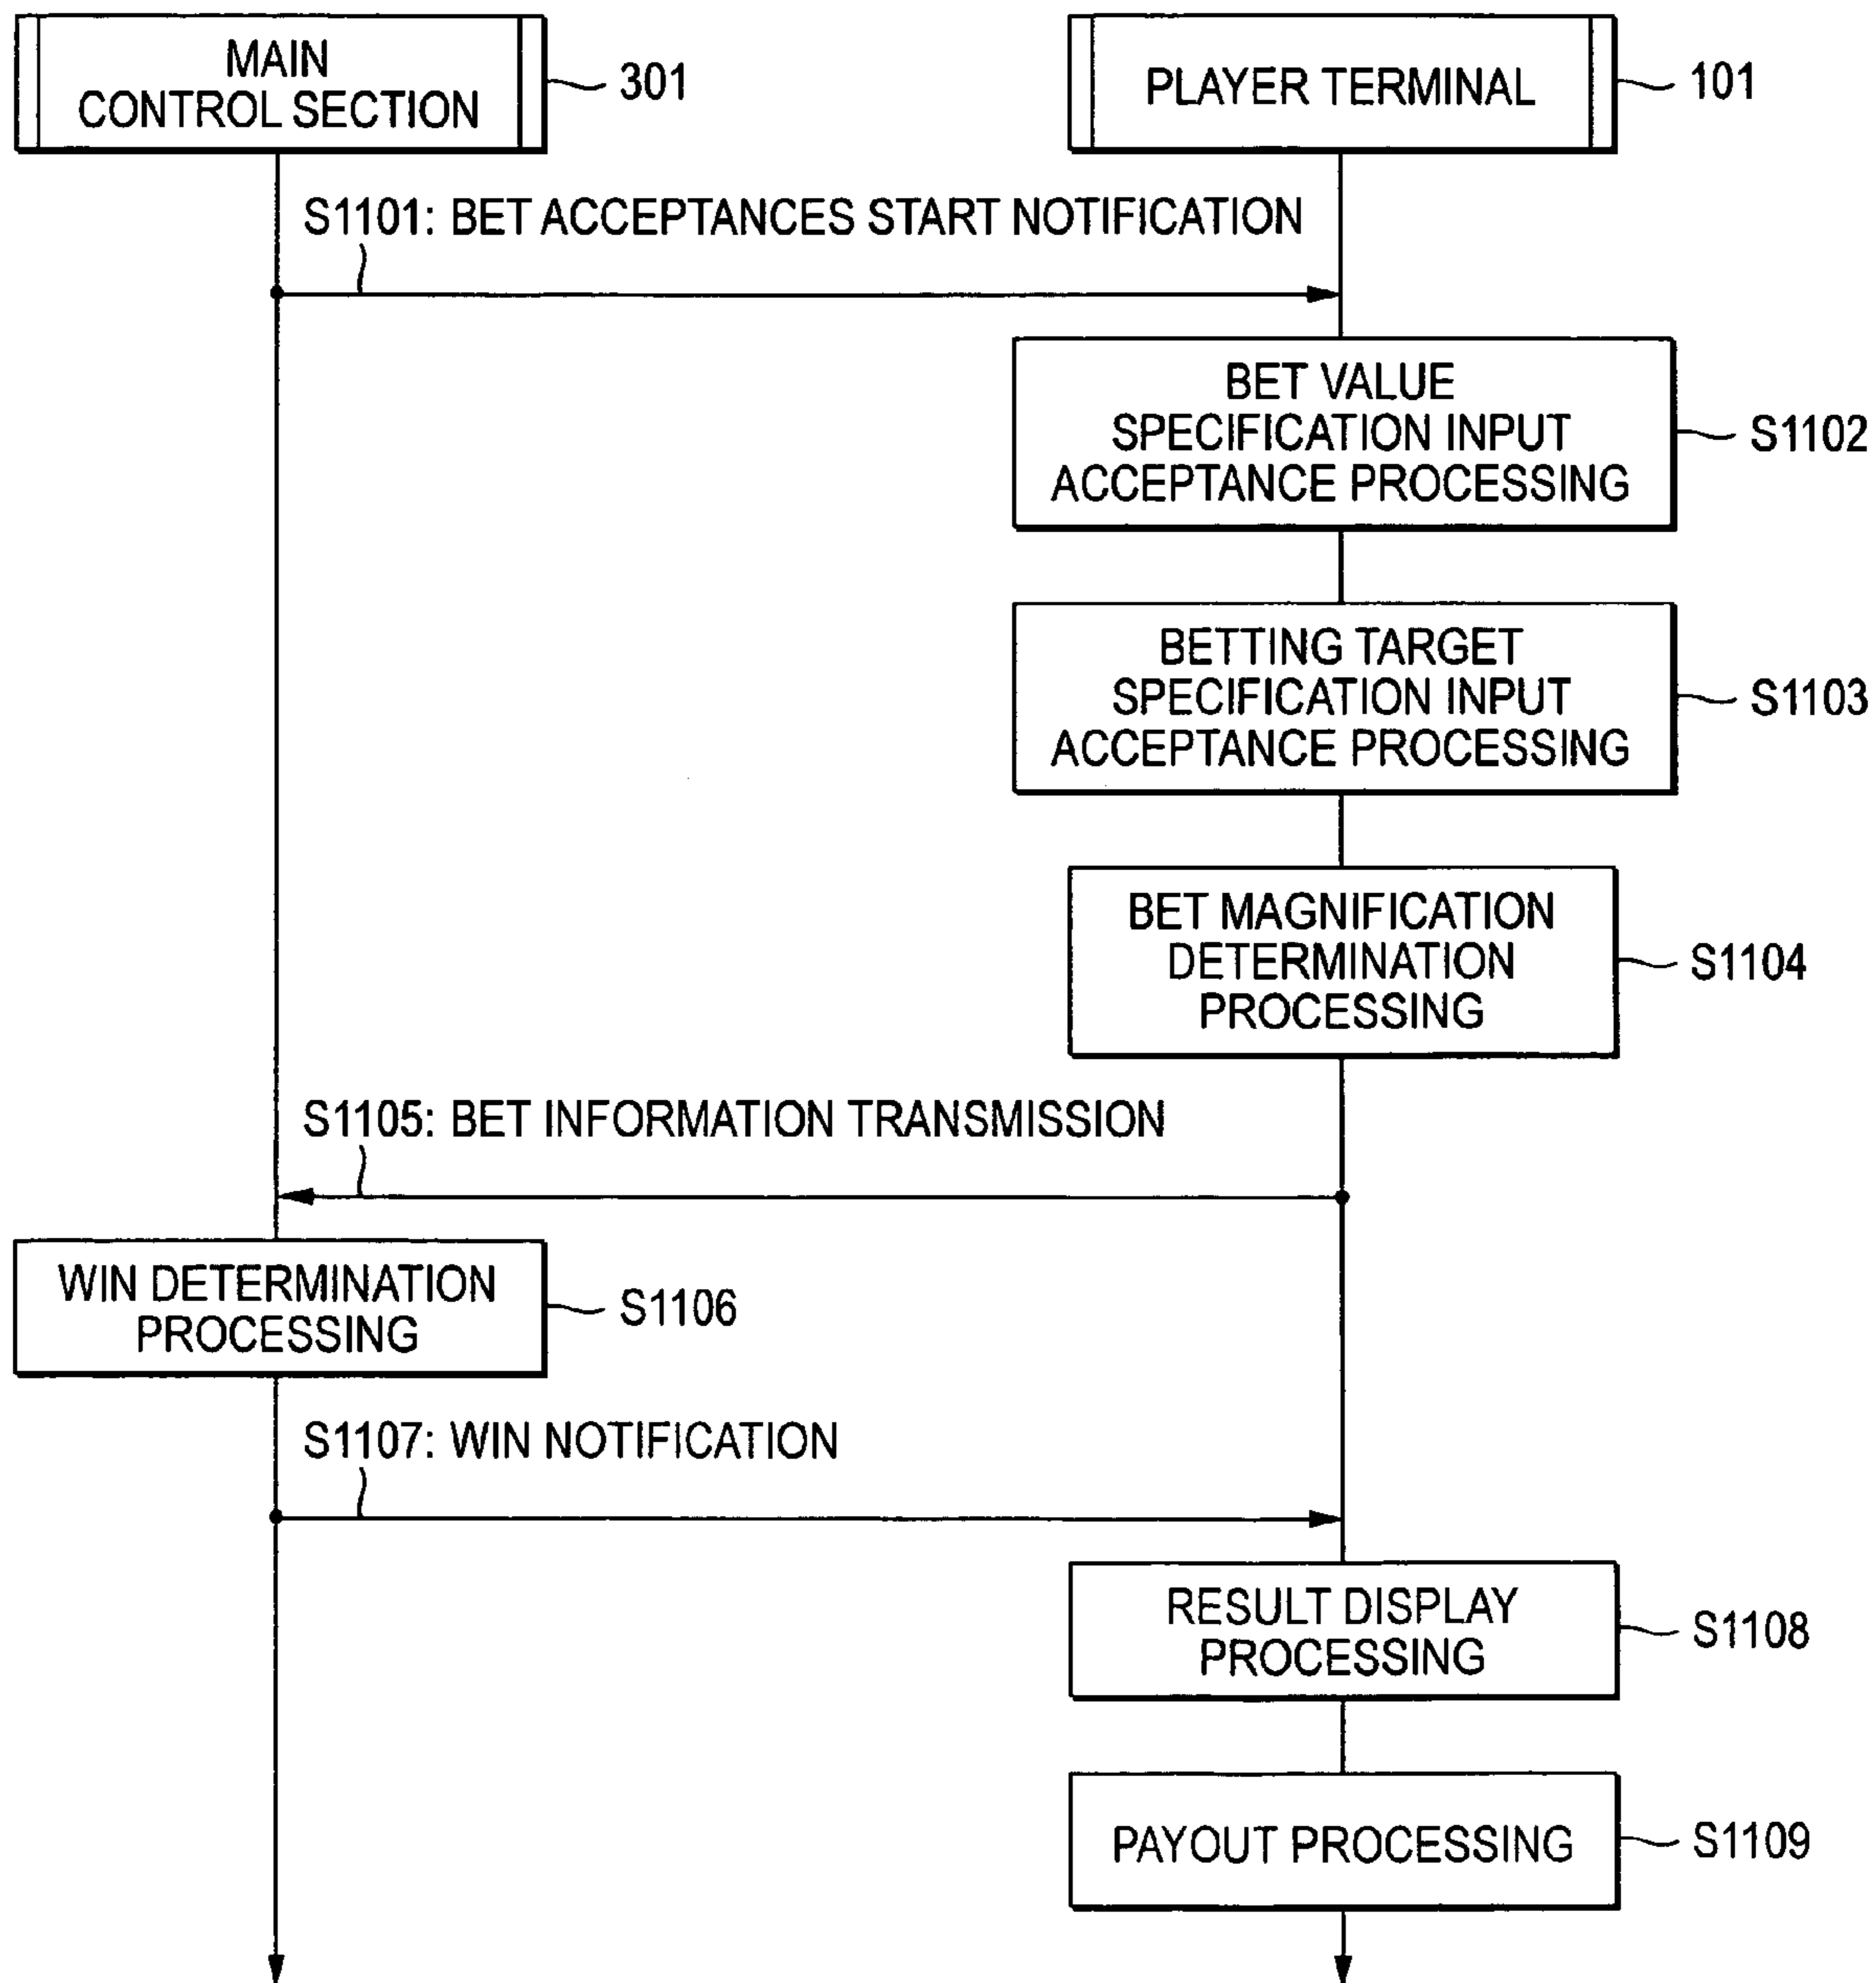 MAIN
CONTROL SECTION
301
PLAYER TERMINAL
101
S1101: BET ACCEPTANCES START NOTIFICATION
BET VALUE
SPECIFICATION INPUT
ACCEPTANCE PROCESSING
S1102
BETTING TARGET
SPECIFICATION INPUT
ACCEPTANCE PROCESSING
S1103
BET MAGNIFICATION
DETERMINATION
PROCESSING
S1104
S1105: BET INFORMATION TRANSMISSION
WIN DETERMINATION
PROCESSING
S1106
S1107: WIN NOTIFICATION
RESULT DISPLAY
PROCESSING
S1108
PAYOUT PROCESSING
S1109